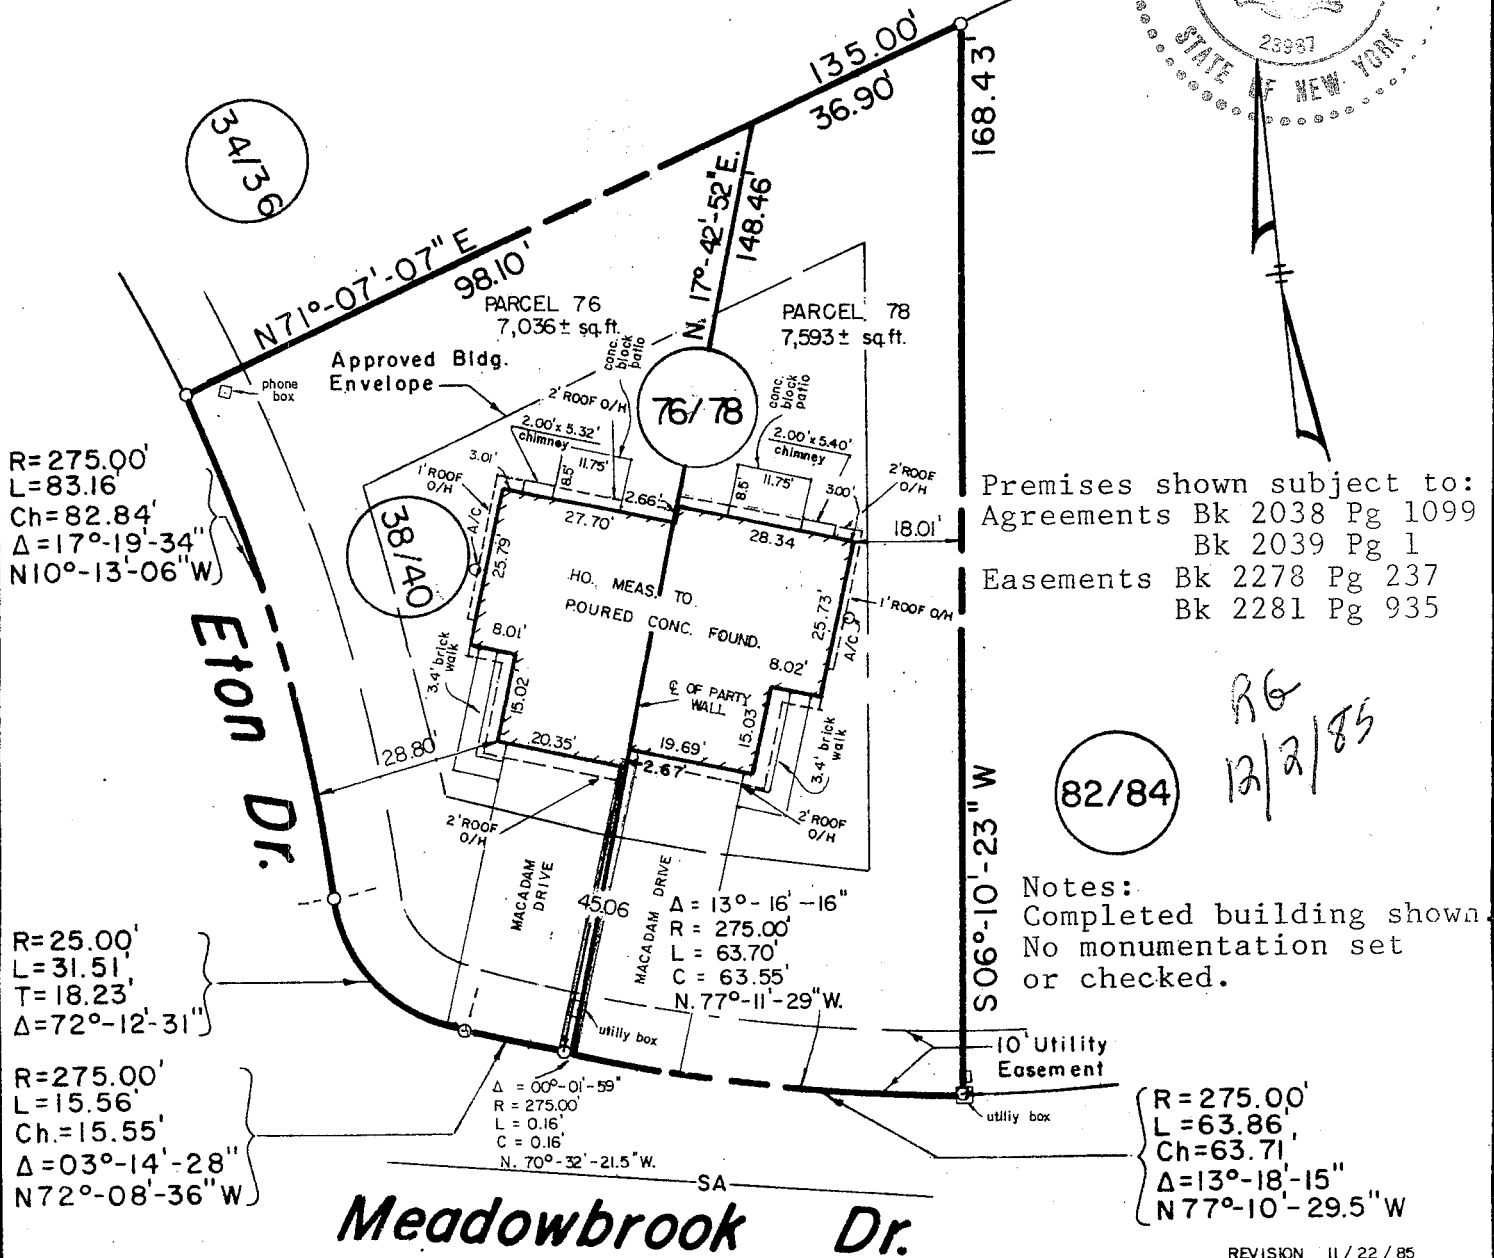 135.00'
36.90'
168.43'
23987
STATE OF NEW YORK
34/36
N71°-07'-07" E
98.10'
N. 17°-42'-52" E.
148.46'
PARCEL 76
7,036± sq.ft.
PARCEL 78
7,593± sq.ft.
Approved Bldg.
Envelope
phone
box
conc.
block
patio
conc.
block
patio
76/78
2' ROOF O/H
2.00' x 5.32'
chimney
2.00' x 5.40'
chimney
1' ROOF
O/H
3.01'
18.5'
11.75'
2.66'
8.5'
11.75'
3.00'
2' ROOF
O/H
18.01'
27.70'
28.34
R=275.00'
L=83.16'
Ch=82.84'
Δ=17°-19'-34"
N10°-13'-06"W
38/40
A/C
25.79'
HO. MEAS. TO
POURED CONC. FOUND.
25.73'
A/C
1' ROOF O/H
Premises shown subject to:
Agreements Bk 2038 Pg 1099
Bk 2039 Pg 1
Easements Bk 2278 Pg 237
Bk 2281 Pg 935
Eton Dr.
3.4' brick
walk
8.01'
15.02
8.02'
15.03'
℄ OF PARTY
WALL
3.4' brick
walk
28.80'
20.35'
19.69'
2.67'
2' ROOF
O/H
2' ROOF
O/H
RG
12/2/85
82/84
S06°-10'-23" W
MACADAM
DRIVE
45.06
MACADAM DRIVE
Δ = 13°-16'-16"
R = 275.00'
L = 63.70'
C = 63.55'
N. 77°-11'-29"W.
Notes:
Completed building shown.
No monumentation set
or checked.
R=25.00'
L=31.51'
T=18.23'
Δ=72°-12'-31"
utilly box
10' Utility
Easement
R=275.00'
L=15.56'
Ch.=15.55'
Δ=03°-14'-28"
N72°-08'-36"W
Δ = 00°-01'-59"
R = 275.00'
L = 0.16'
C = 0.16'
N. 70°-32'-21.5"W.
utiliy box
R=275.00'
L=63.86'
Ch=63.71'
Δ=13°-18'-15"
N77°-10'-29.5"W
SA
Meadowbrook Dr.
REVISION 11/22/85